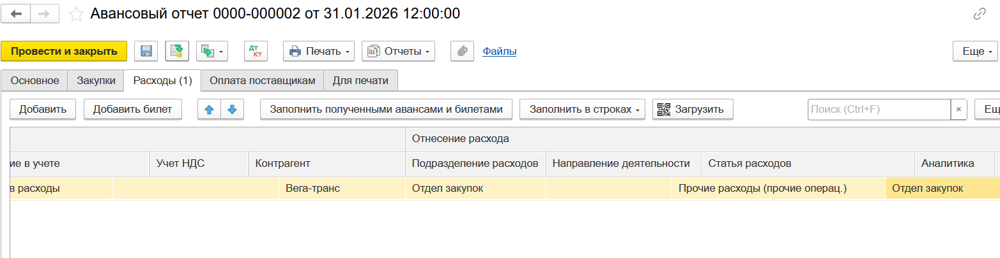 Авансовый отчет 0000-000002 от 31.01.2026 12:00:00
Провести и закрыть Дт Кт Печать Отчеты Файлы Еще
Основное Закупки Расходы (1) Оплата поставщикам Для печати
Добавить Добавить билет Заполнить полученными авансами и билетами Заполнить в строках Загрузить Поиск (Ctrl+F) × Ещ
Отнесение расхода
ие в учете Учет НДС Контрагент Подразделение расходов Направление деятельности Статья расходов Аналитика
в расходы Вега-транс Отдел закупок Прочие расходы (прочие операц.) Отдел закупок